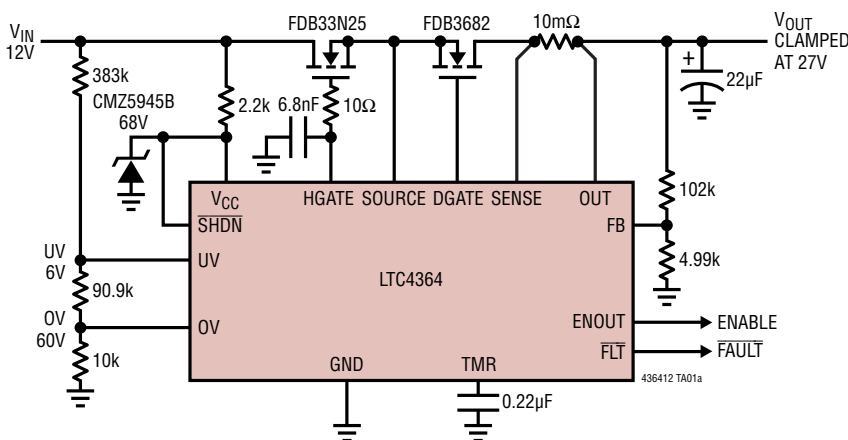 VIN
12V
FDB33N25
FDB3682
10mΩ
VOUT
CLAMPED
AT 27V
383k
CMZ5945B
68V
2.2k
6.8nF
10Ω
+
22µF
VCC
HGATE
SOURCE
DGATE
SENSE
OUT
102k
SHDN
FB
UV
6V
UV
4.99k
90.9k
LTC4364
OV
60V
OV
ENOUT
ENABLE
10k
FLT
FAULT
GND
TMR
436412 TA01a
0.22µF